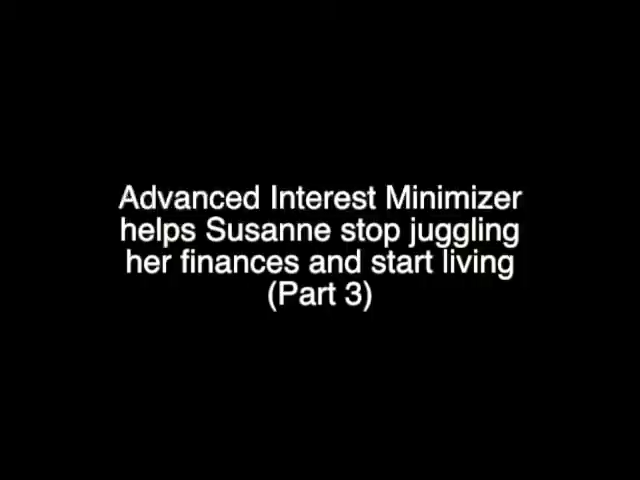 Advanced Interest Minimizer
helps Susanne stop juggling
her finances and start living
(Part 3)